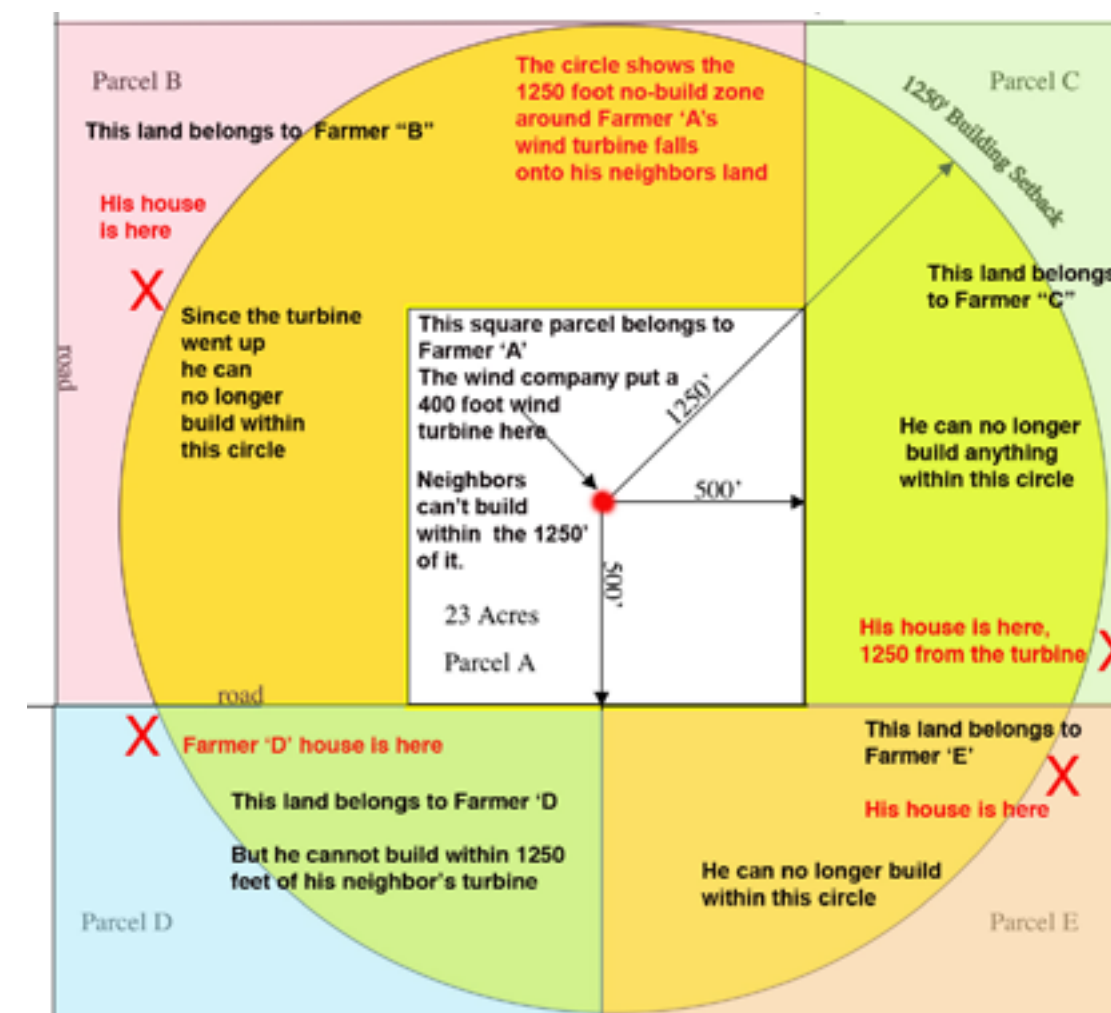 Parcel B
This land belongs to Farmer “B”
His house
is here
X
Since the turbine
went up
he can
no longer
build within
this circle
road
road
The circle shows the
1250 foot no-build zone
around Farmer ‘A’s
wind turbine falls
onto his neighbors land
Parcel C
1250' Building Setback
This land belongs
to Farmer “C”
He can no longer
build anything
within this circle
His house is here,
1250 from the turbine
X
This square parcel belongs to
Farmer ‘A’
The wind company put a
400 foot wind
turbine here
1250’
500’
500’
Neighbors
can’t build
within the 1250’
of it.
23 Acres
Parcel A
X
Farmer ‘D’ house is here
This land belongs to Farmer ‘D
But he cannot build within 1250
feet of his neighbor’s turbine
Parcel D
This land belongs to
Farmer ‘E’
X
His house is here
He can no longer build
within this circle
Parcel E